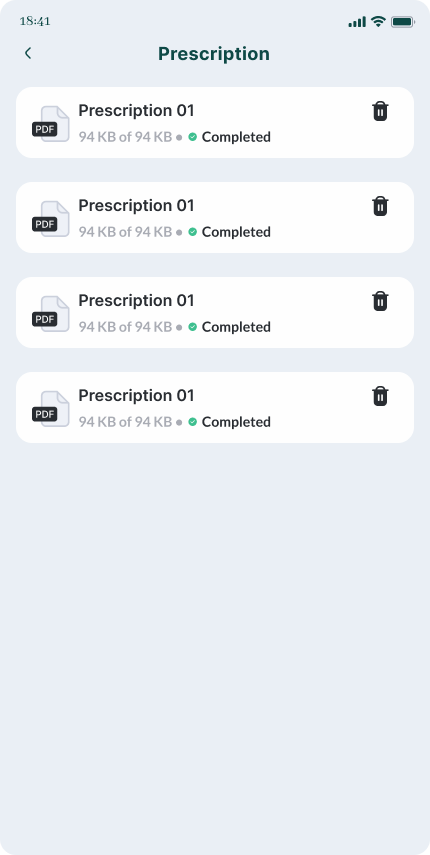 18:41
Prescription
Prescription 01
PDF
94 KB of 94 KB • Completed
Prescription 01
PDF
94 KB of 94 KB • Completed
Prescription 01
PDF
94 KB of 94 KB • Completed
Prescription 01
PDF
94 KB of 94 KB • Completed